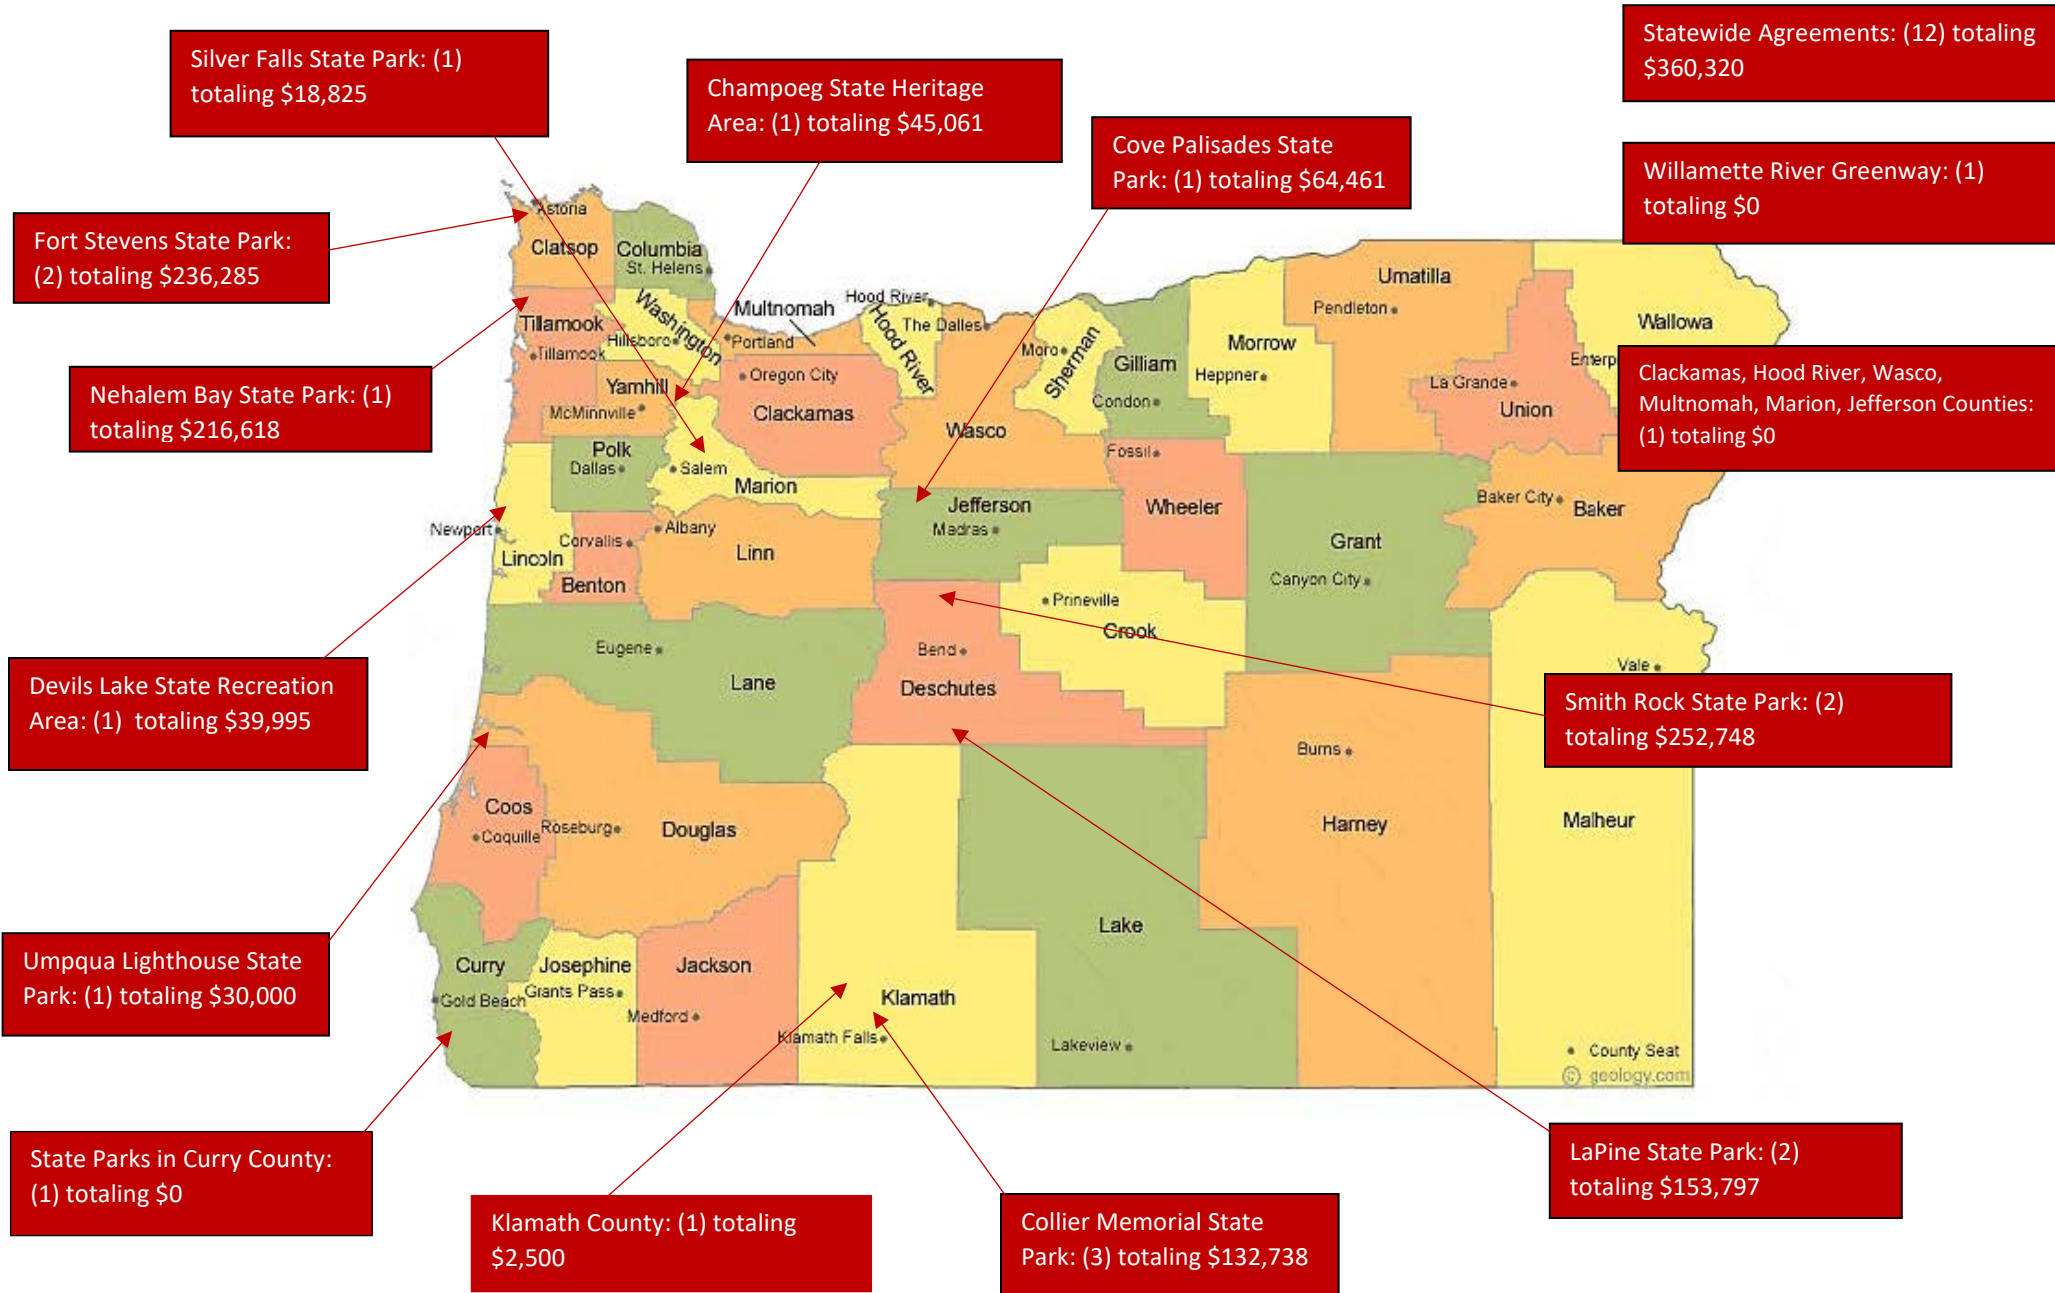 Silver Falls State Park: (1)
totaling $18,825
Champoeg State Heritage
Area: (1) totaling $45,061
Cove Palisades State
Park: (1) totaling $64,461
Statewide Agreements: (12) totaling
$360,320
Willamette River Greenway: (1)
totaling $0
Fort Stevens State Park:
(2) totaling $236,285
Nehalem Bay State Park: (1)
totaling $216,618
Clackamas, Hood River, Wasco,
Multnomah, Marion, Jefferson Counties:
(1) totaling $0
Devils Lake State Recreation
Area: (1)  totaling $39,995
Smith Rock State Park: (2)
totaling $252,748
Umpqua Lighthouse State
Park: (1) totaling $30,000
State Parks in Curry County:
(1) totaling $0
Klamath County: (1) totaling
$2,500
Collier Memorial State
Park: (3) totaling $132,738
LaPine State Park: (2)
totaling $153,797
Astoria
Clatsop
Columbia
St. Helens
Tillamook
Tillamook
Washington
Hillsboro
Multnomah
Portland
Hood River
Hood River
The Dalles
Moro
Sherman
Gilliam
Condon
Morrow
Heppner
Umatilla
Pendleton
Wallowa
Enterp
La Grande
Union
Yamhill
McMinnville
Oregon City
Clackamas
Wasco
Polk
Dallas
Salem
Marion
Fossil
Wheeler
Jefferson
Madras
Baker City
Baker
Newport
Lincoln
Corvallis
Benton
Albany
Linn
Grant
Canyon City
Prineville
Crook
Eugene
Lane
Bend
Deschutes
Vale
Burns
Harney
Malheur
Coos
Coquille
Roseburg
Douglas
Lake
Lakeview
Curry
Gold Beach
Josephine
Grants Pass
Jackson
Medford
Klamath
Klamath Falls
County Seat
© geology.com